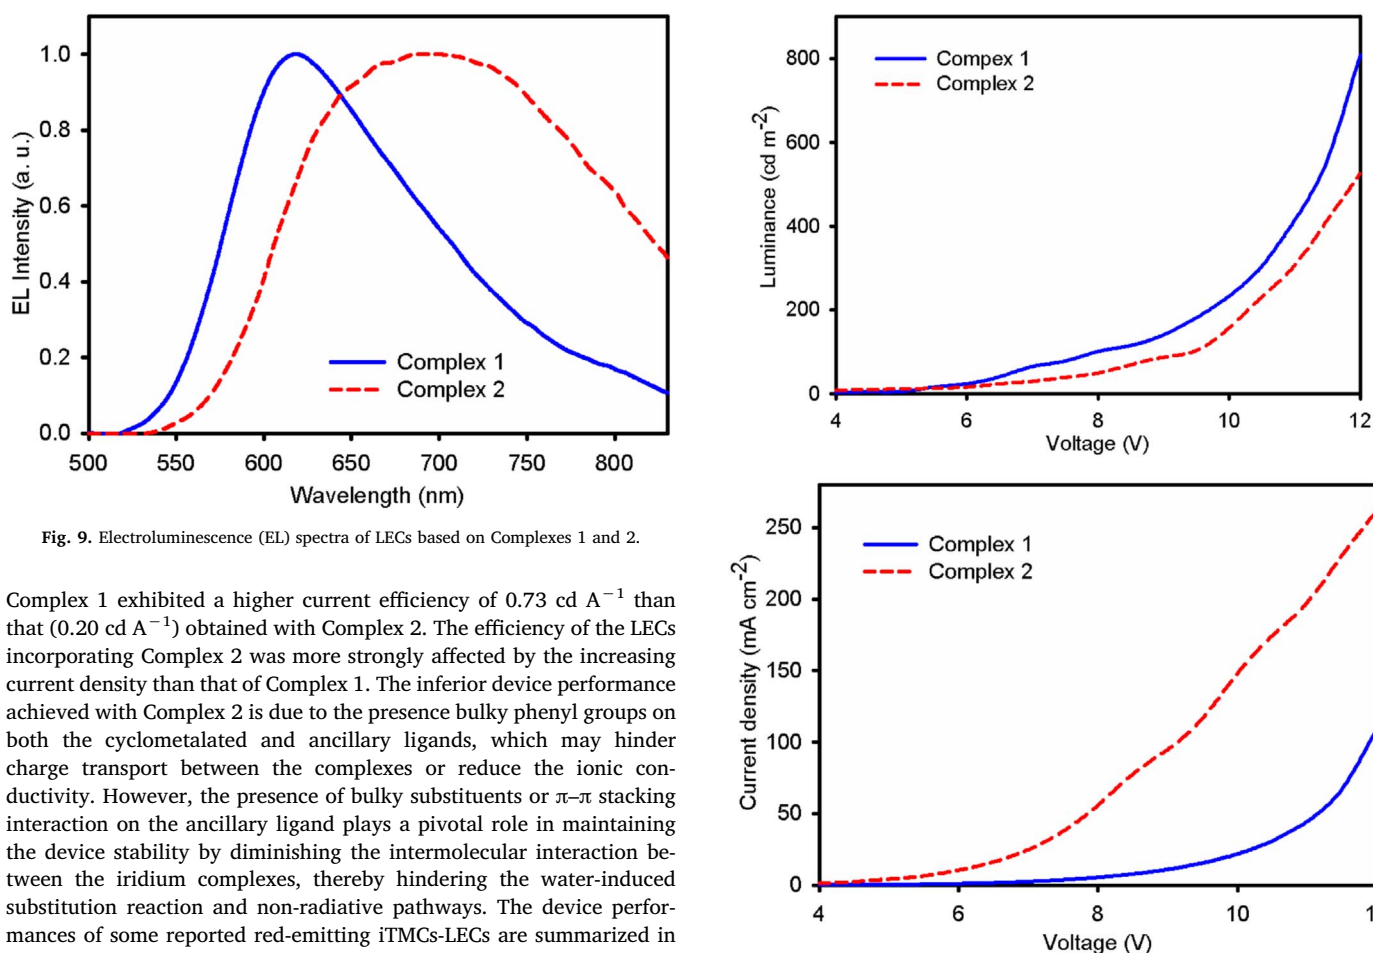 1.0
0.8
0.6
0.4
0.2
0.0
EL Intensity (a. u.)
Complex 1
Complex 2
500 550 600 650 700 750 800
Wavelength (nm)
Fig. 9. Electroluminescence (EL) spectra of LECs based on Complexes 1 and 2.
Complex 1 exhibited a higher current efficiency of 0.73 cd A−1 than
that (0.20 cd A−1) obtained with Complex 2. The efficiency of the LECs
incorporating Complex 2 was more strongly affected by the increasing
current density than that of Complex 1. The inferior device performance
achieved with Complex 2 is due to the presence bulky phenyl groups on
both the cyclometalated and ancillary ligands, which may hinder
charge transport between the complexes or reduce the ionic con-
ductivity. However, the presence of bulky substituents or π–π stacking
interaction on the ancillary ligand plays a pivotal role in maintaining
the device stability by diminishing the intermolecular interaction be-
tween the iridium complexes, thereby hindering the water-induced
substitution reaction and non-radiative pathways. The device perfor-
mances of some reported red-emitting iTMCs-LECs are summarized in
800
600
400
200
0
Luminance (cd m-2)
Compex 1
Complex 2
4 6 8 10 12
Voltage (V)
250
200
150
100
50
0
Current density (mA cm-2)
Complex 1
Complex 2
4 6 8 10 1
Voltage (V)